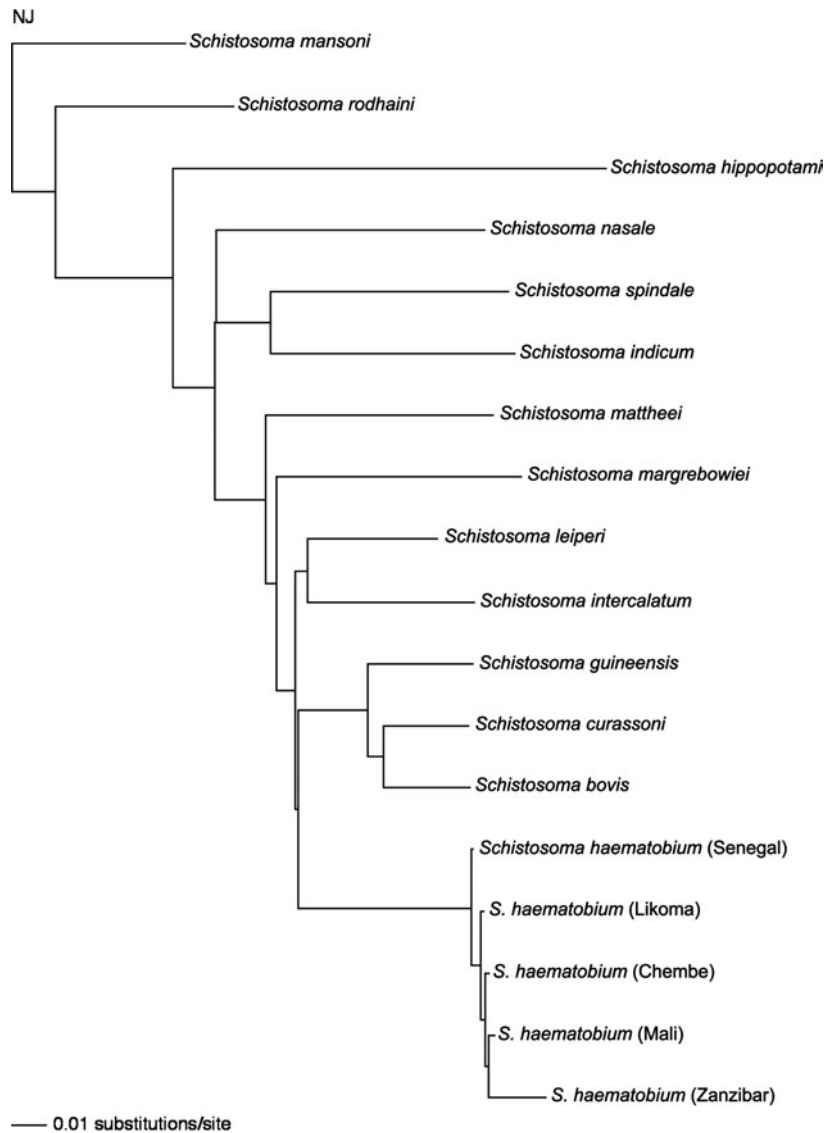 NJ
Schistosoma mansoni
Schistosoma rodhaini
Schistosoma hippopotami
Schistosoma nasale
Schistosoma spindale
Schistosoma indicum
Schistosoma mattheei
Schistosoma margrebowiei
Schistosoma leiperi
Schistosoma intercalatum
Schistosoma guineensis
Schistosoma curassoni
Schistosoma bovis
Schistosoma haematobium (Senegal)
S. haematobium (Likoma)
S. haematobium (Chembe)
S. haematobium (Mali)
S. haematobium (Zanzibar)
0.01 substitutions/site